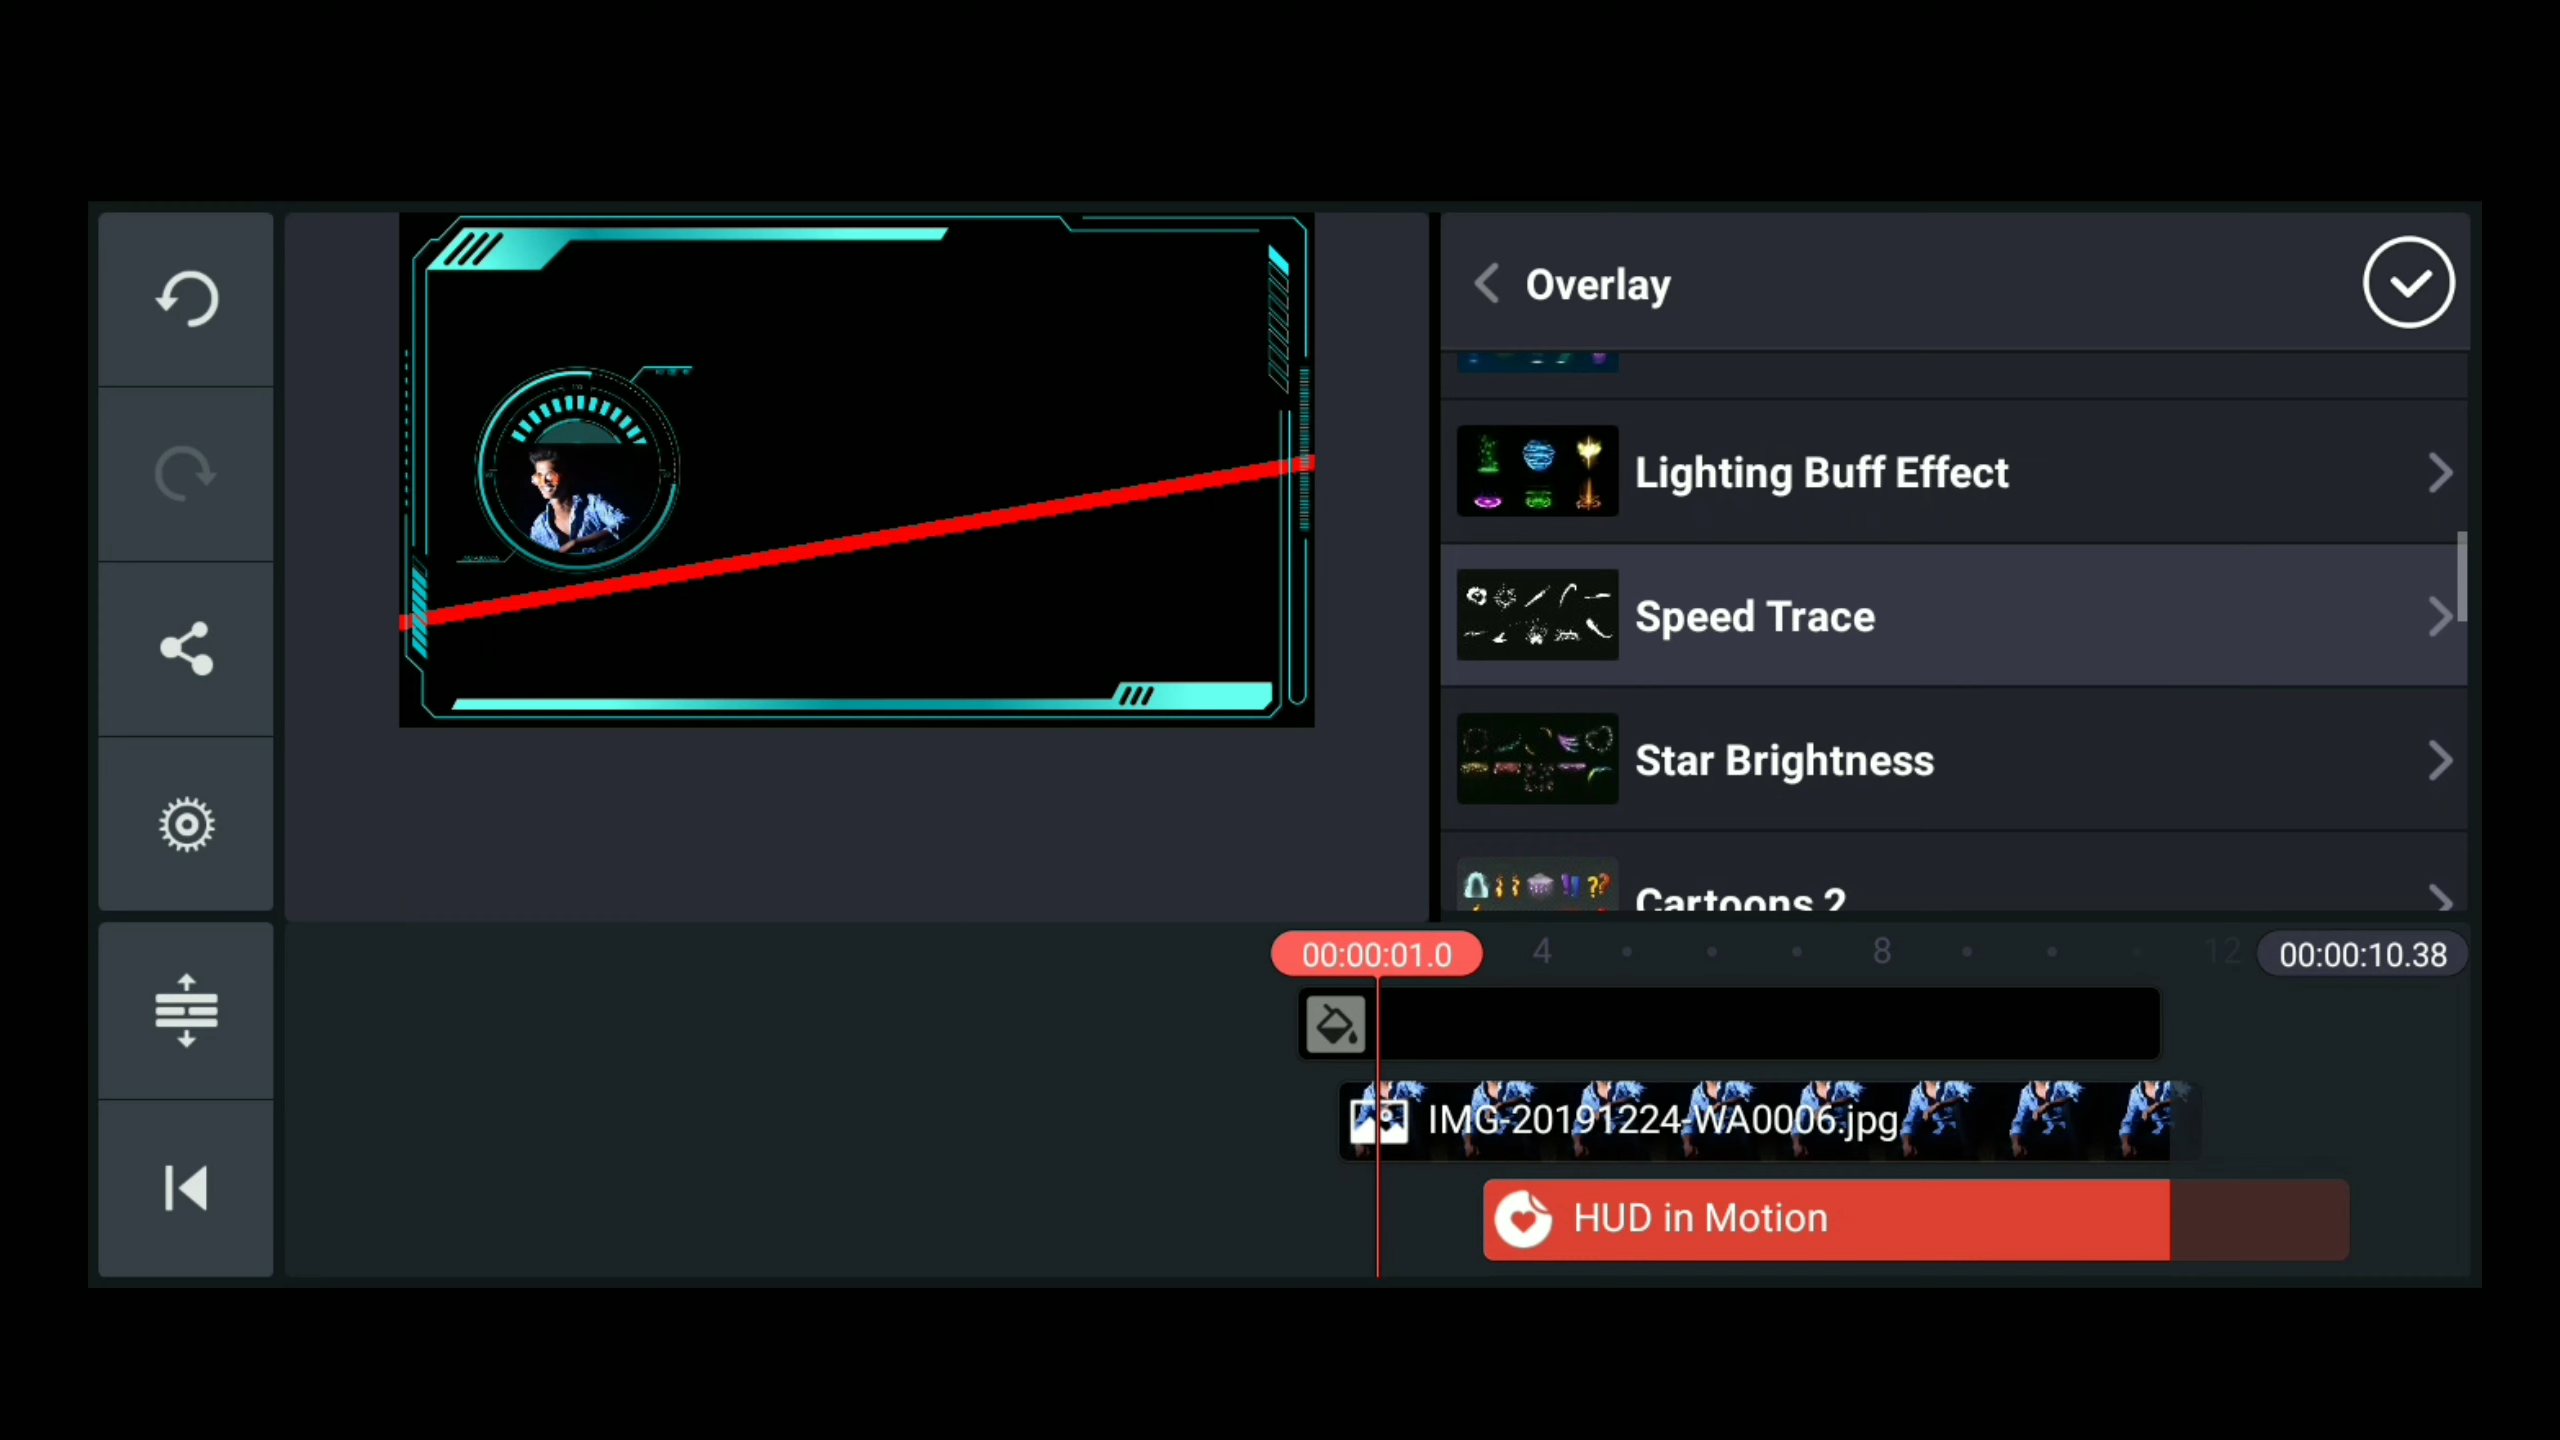 Overlay
Lighting Buff Effect
Speed Trace
Star Brightness
Cartoons 2
00:00:01.0
4
8
12
00:00:10.38
IMG-20191224-WA0006.jpg
HUD in Motion